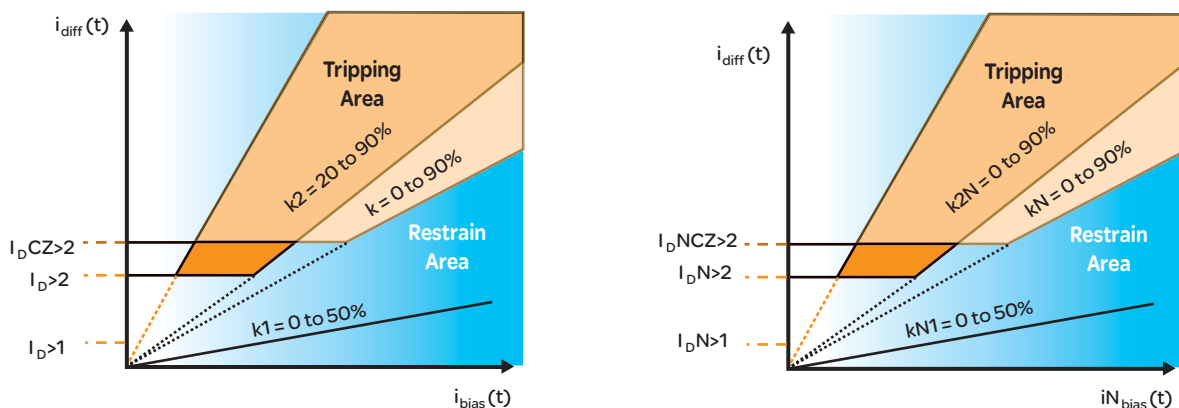 i_diff (t)
Tripping
Area
k2 = 20 to 90%
k = 0 to 90%
I_DCZ>2
I_D>2
Restrain
Area
k1 = 0 to 50%
I_D>1
i_bias (t)
i_diff (t)
Tripping
Area
k2N = 0 to 90%
kN = 0 to 90%
I_DNCZ>2
I_DN>2
Restrain
Area
kN1 = 0 to 50%
I_DN>1
iN_bias (t)